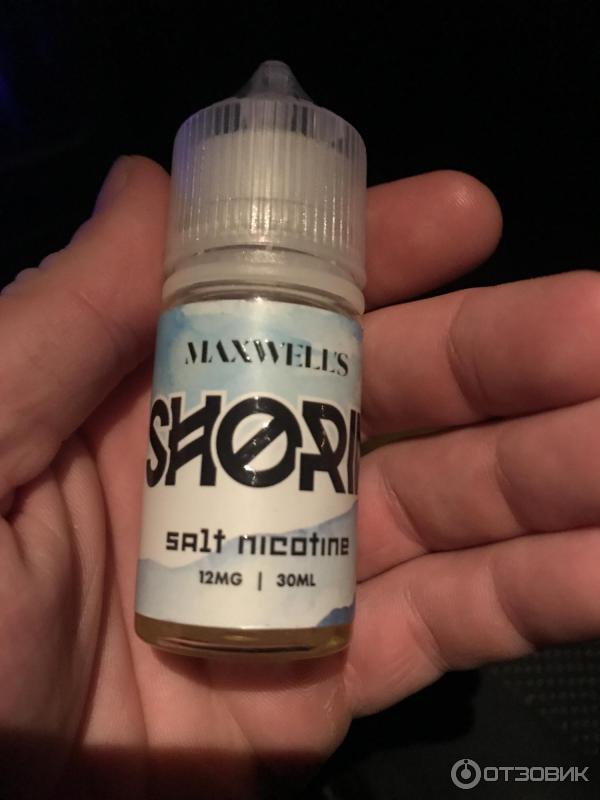 MAXWELL'S
SHØRI
salt nicotine
12MG | 30ML
ОТЗОВИК